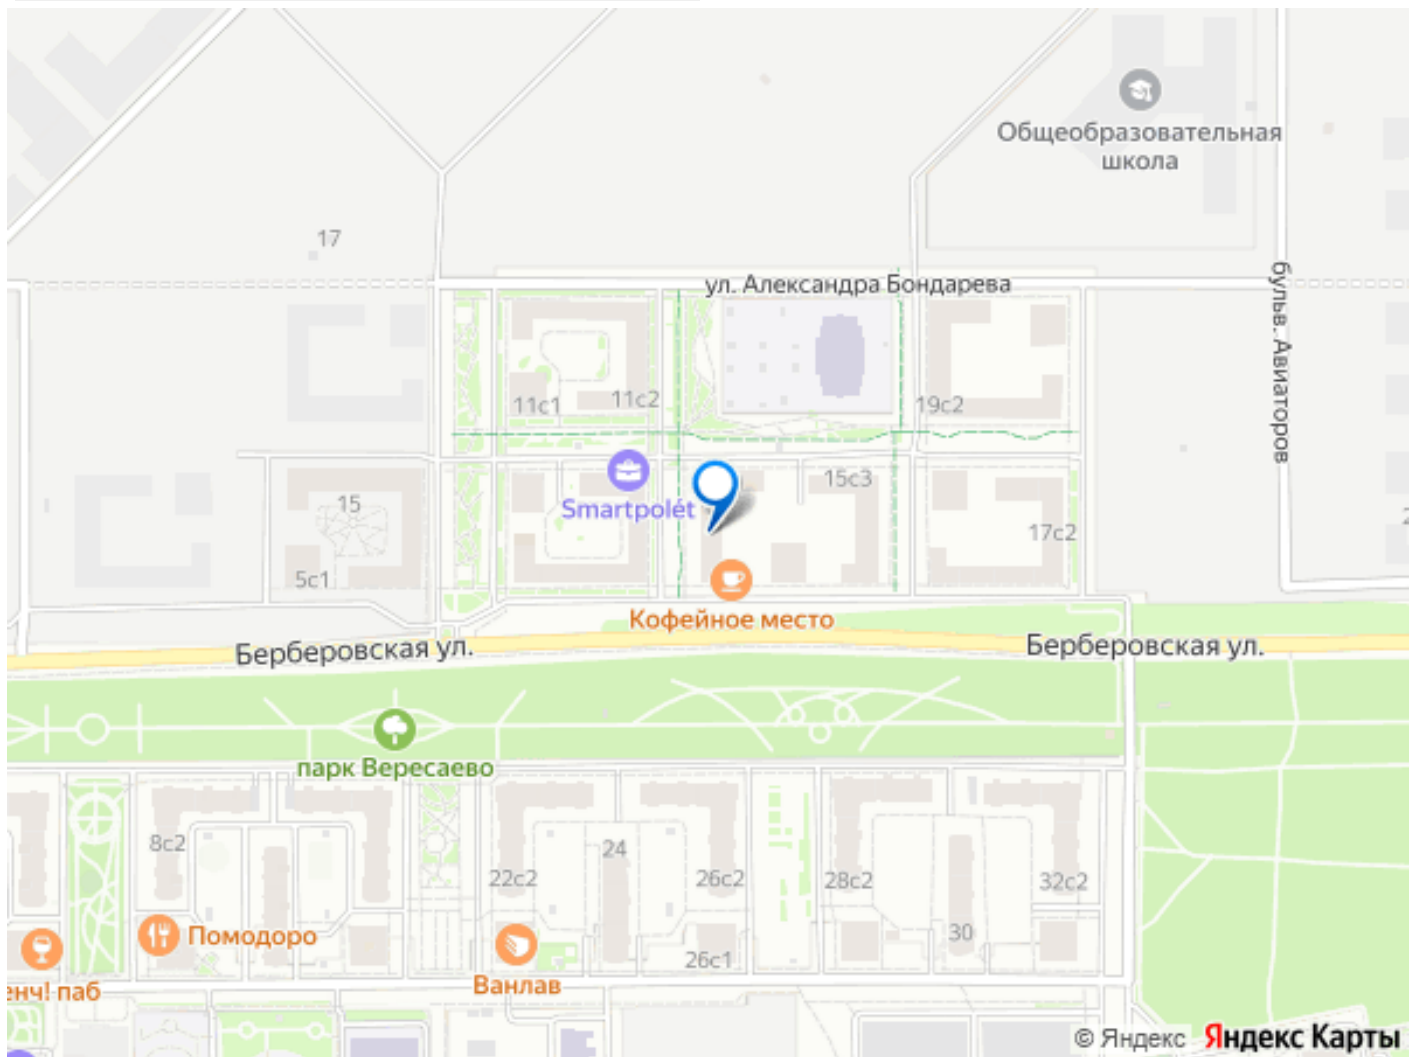 Общеобразовательная
школа
17
ул. Александра Бондарева
бульв. Авиаторов
11с1
11с2
19с2
15с3
Smartpolét
15
17с2
5с1
Кофейное место
Берберовская ул.
Берберовская ул.
парк Вересаево
8с2
24
22с2
26с2
28с2
32с2
Помодоро
30
26с1
Ванлав
енч! паб
© Яндекс Яндекс Карты